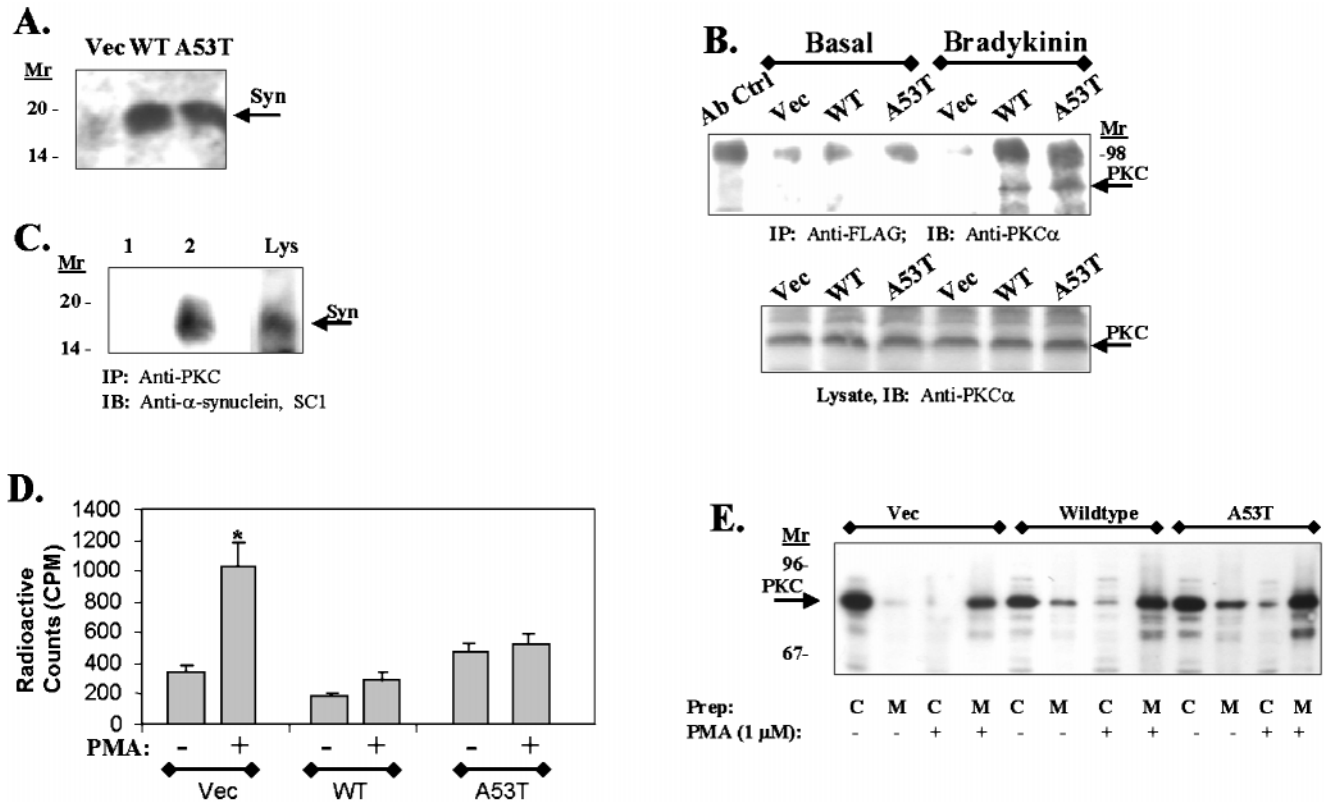 A.
Vec WT A53T
Mr
20 -
14 -
Syn
B.
Basal Bradykinin
Ab Ctrl Vec WT A53T Vec WT A53T
Mr
-98
PKC
IP: Anti-FLAG; IB: Anti-PKCα
Vec WT A53T Vec WT A53T
PKC
Lysate, IB: Anti-PKCα
C.
1 2 Lys
Mr
20 -
14 -
Syn
IP: Anti-PKC
IB: Anti-α-synuclein, SC1
D.
Radioactive
Counts (CPM)
1400
1200
1000
800
600
400
200
0
*
PMA: - + - + - +
Vec WT A53T
E.
Vec Wildtype A53T
Mr
96-
PKC
67-
Prep: C M C M C M C M C M C M
PMA (1 µM): - - + + - - + + - - + +